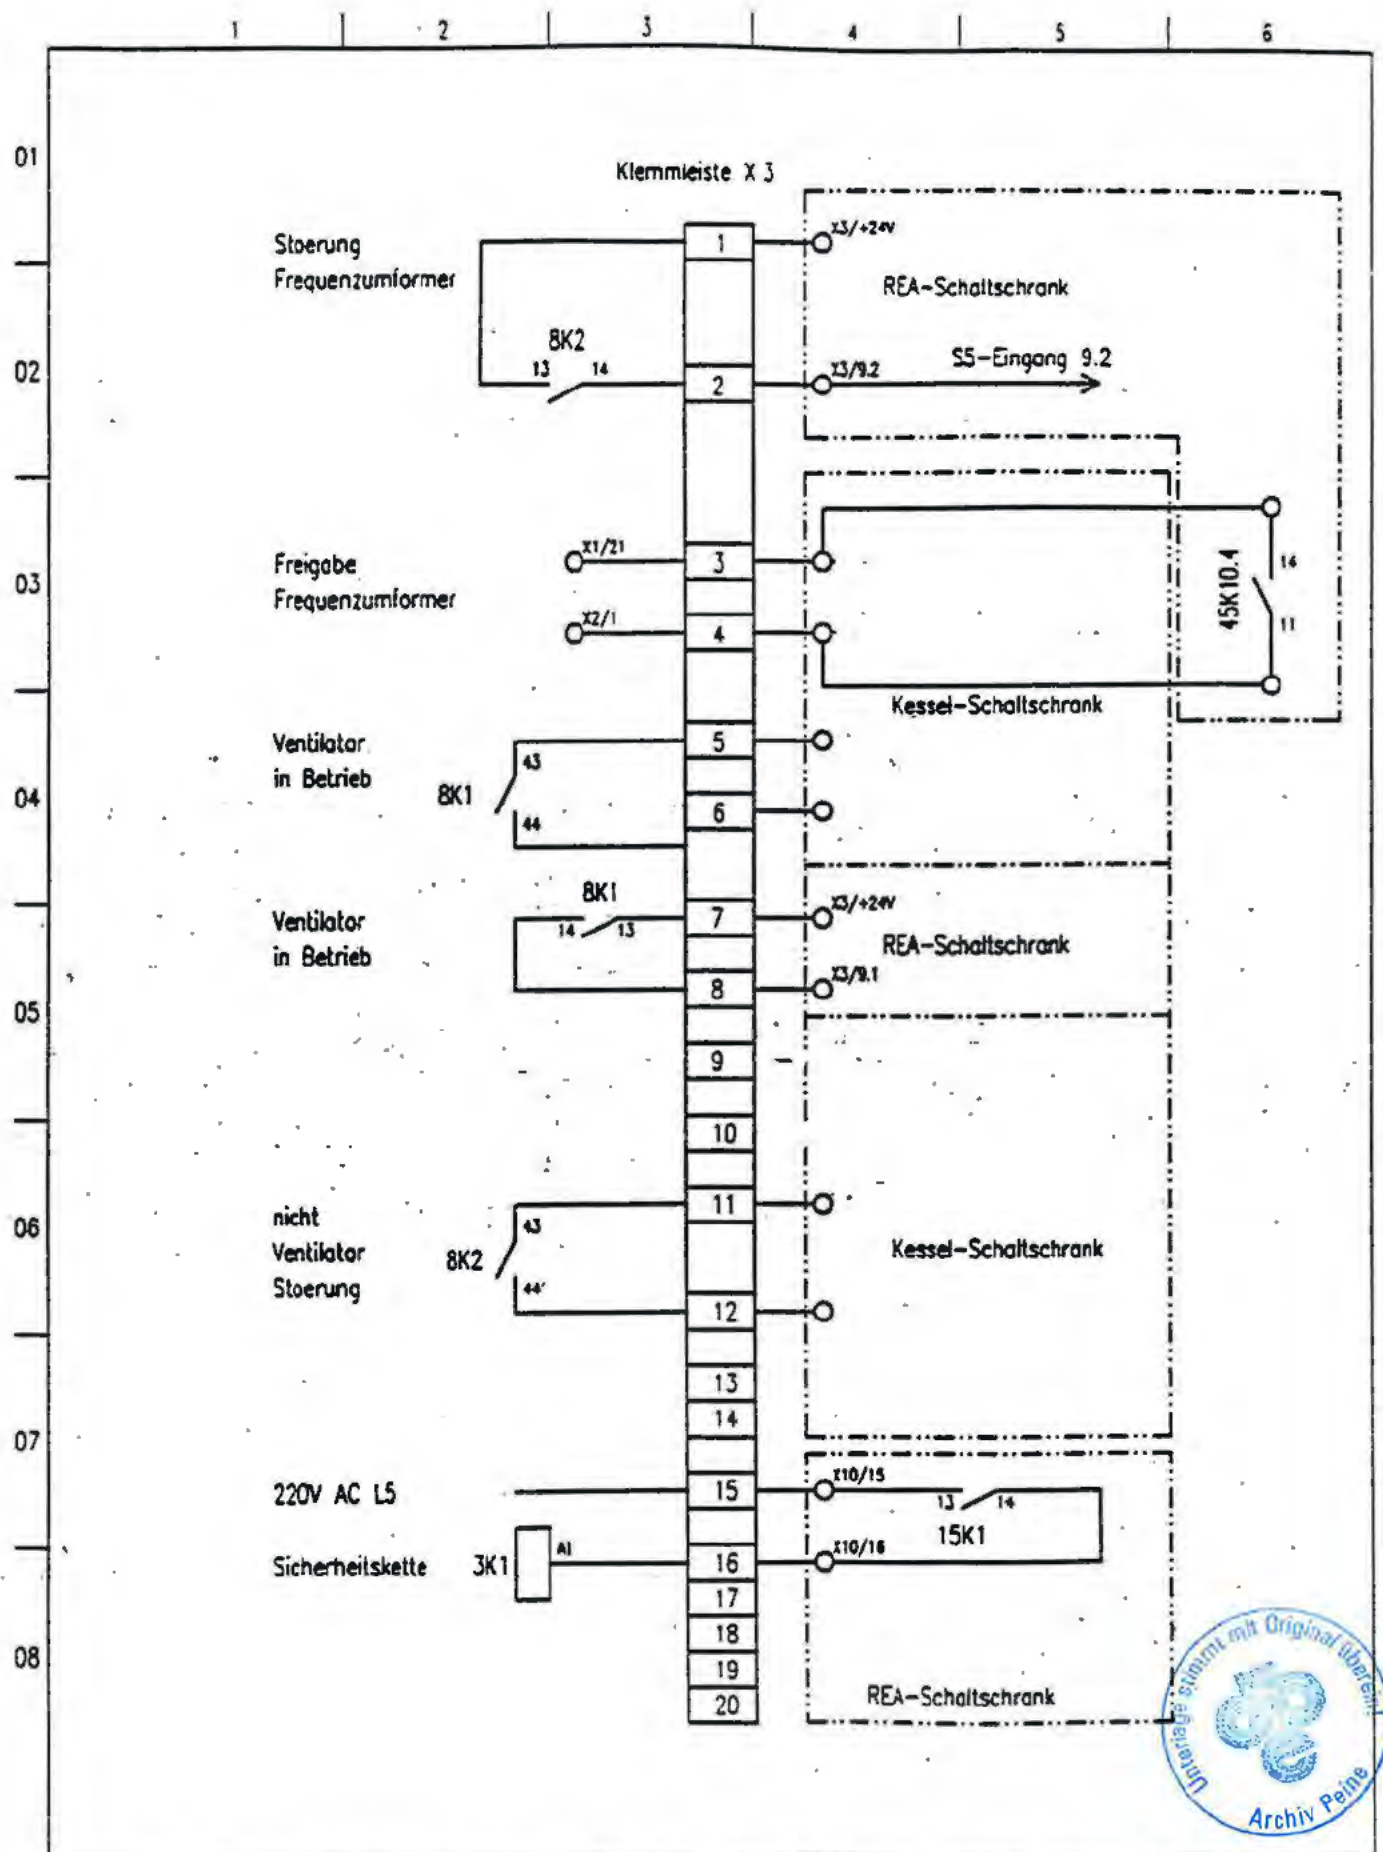 1 2 3 4 5 6
01
Klemmleiste X 3
Stoerung
Frequenzumformer
1
X3/+24V
REA-Schaltschrank
02
8K2
13 14
2
X3/9.2
S5-Eingang 9.2
03
Freigabe
Frequenzumformer
X1/21
3
X2/1
4
45K10.4
14
11
Kessel-Schaltschrank
04
Ventilator
in Betrieb
8K1
43
44
5
6
Ventilator
in Betrieb
8K1
14 13
7
X3/+24V
REA-Schaltschrank
8
X3/9.1
05
9
10
06
nicht
Ventilator
Stoerung
8K2
43
44
11
12
Kessel-Schaltschrank
13
14
07
220V AC L5
15
X10/15
13 14
15K1
Sicherheitskette
3K1
A1
16
X10/16
17
18
19
20
08
REA-Schaltschrank
Unterlage stimmt mit Original überein!
Archiv Peine